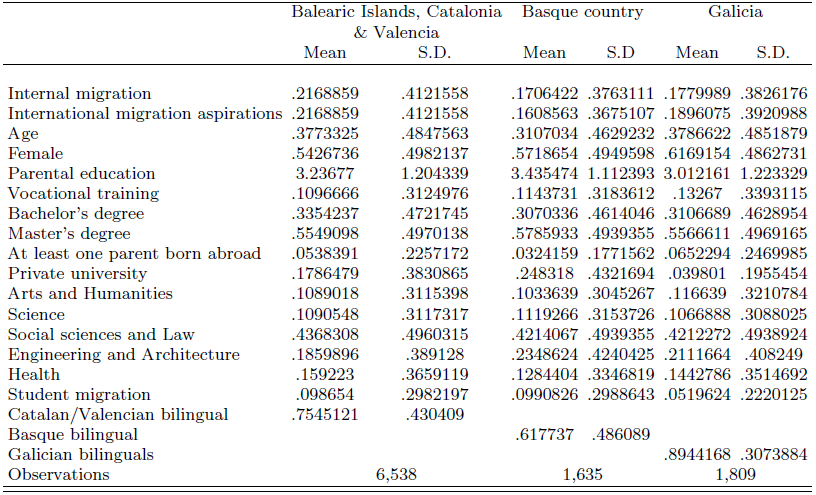 Balearic Islands, Catalonia Basque country Galicia
& Valencia
Mean S.D. Mean S.D Mean S.D.
Internal migration .2168859 .4121558 .1706422 .3763111 .1779989 .3826176
International migration aspirations .2168859 .4121558 .1608563 .3675107 .1896075 .3920988
Age .3773325 .4847563 .3107034 .4629232 .3786622 .4851879
Female .5426736 .4982137 .5718654 .4949598 .6169154 .4862731
Parental education 3.23677 1.204339 3.435474 1.112393 3.012161 1.223329
Vocational training .1096666 .3124976 .1143731 .3183612 .13267 .3393115
Bachelor's degree .3354237 .4721745 .3070336 .4614046 .3106689 .4628954
Master's degree .5549098 .4970138 .5785933 .4939355 .5566611 .4969165
At least one parent born abroad .0538391 .2257172 .0324159 .1771562 .0652294 .2469985
Private university .1786479 .3830865 .248318 .4321694 .039801 .1955454
Arts and Humanities .1089018 .3115398 .1033639 .3045267 .116639 .3210784
Science .1090548 .3117317 .1119266 .3153726 .1066888 .3088025
Social sciences and Law .4368308 .4960315 .4214067 .4939355 .4212272 .4938924
Engineering and Architecture .1859896 .389128 .2348624 .4240425 .2111664 .408249
Health .159223 .3659119 .1284404 .3346819 .1442786 .3514692
Student migration .098654 .2982197 .0990826 .2988643 .0519624 .2220125
Catalan/Valencian bilingual .7545121 .430409
Basque bilingual .617737 .486089
Galician bilinguals .8944168 .3073884
Observations 6,538 1,635 1,809